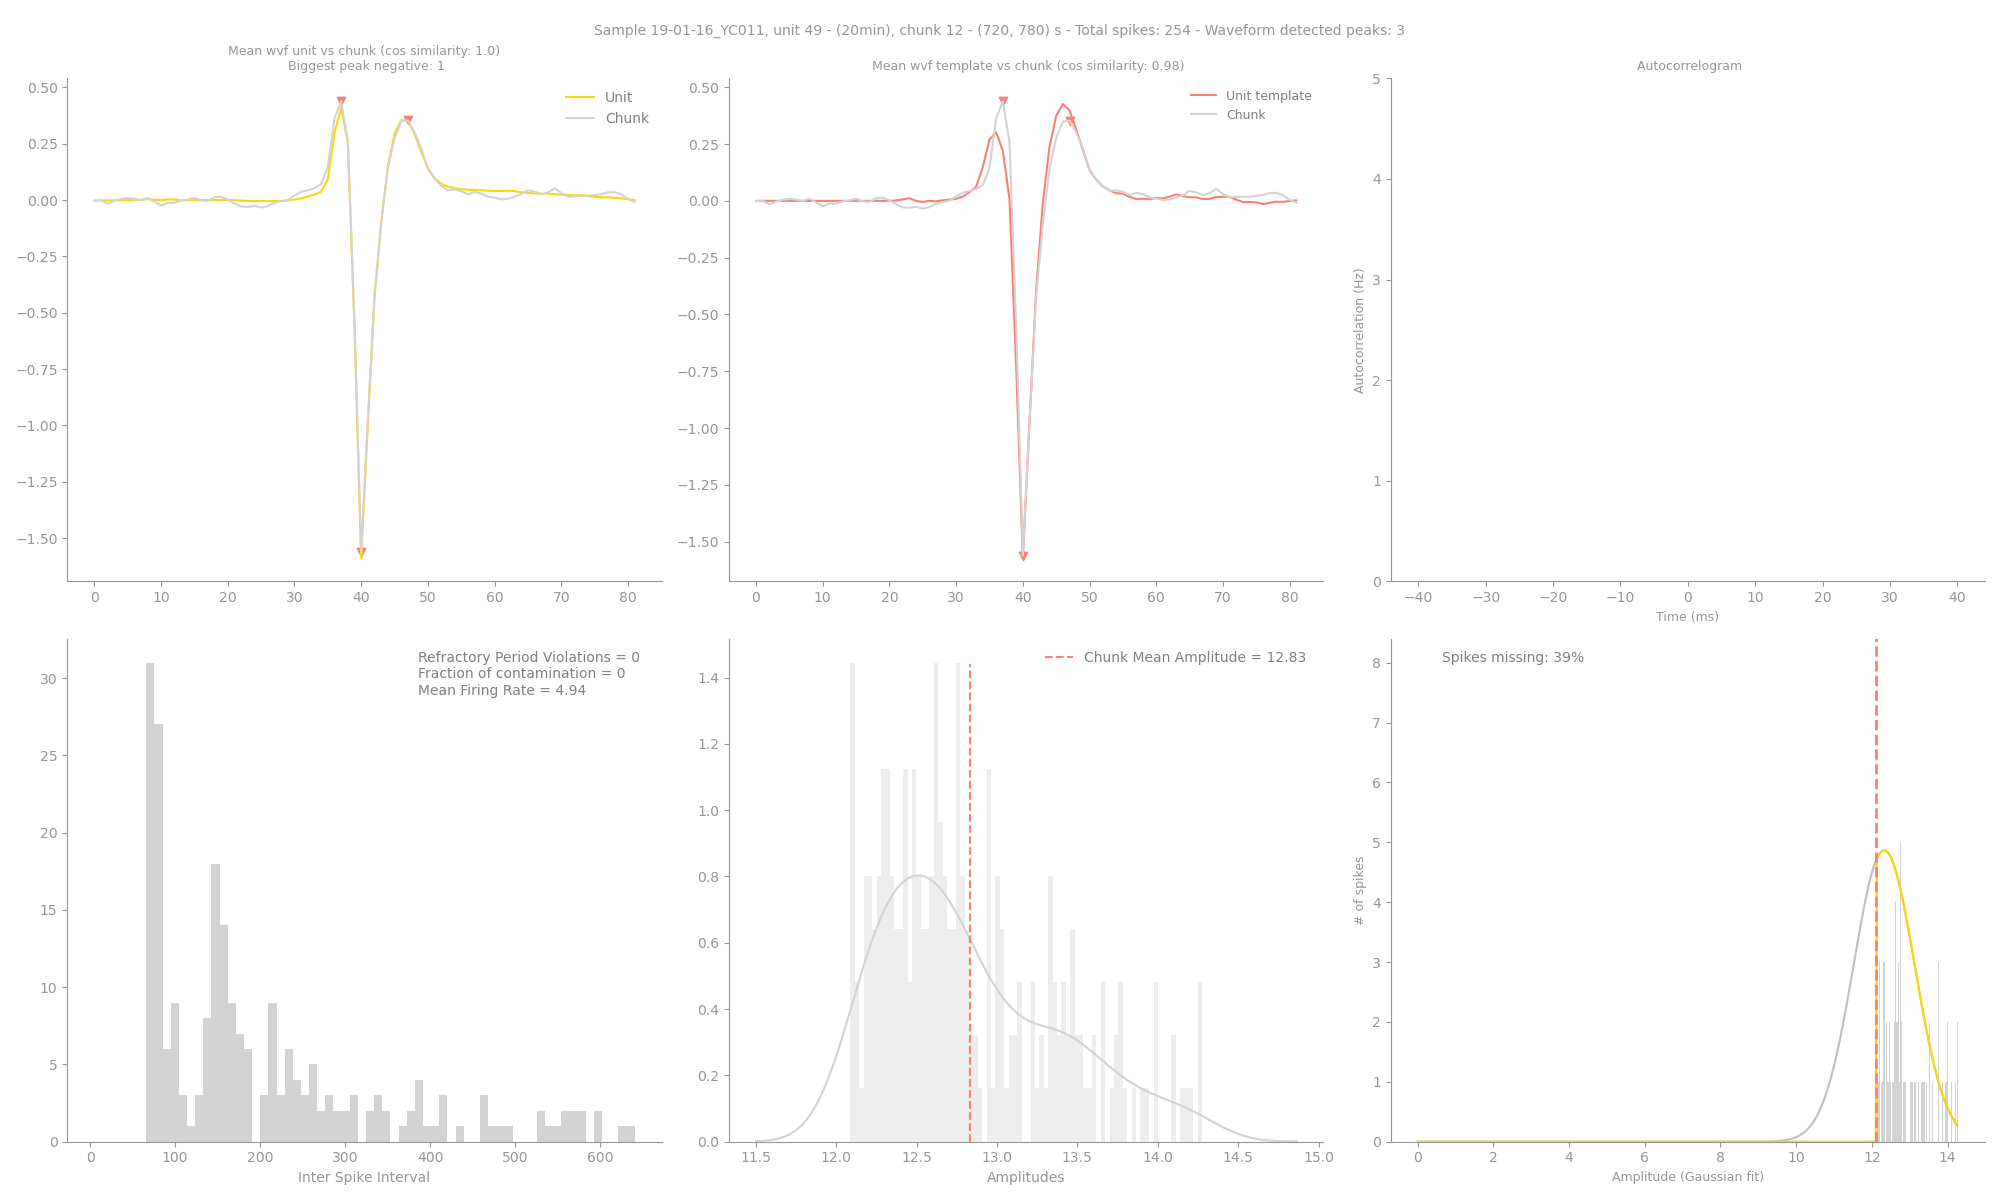 Sample 19-01-16_YC011, unit 49 - (20min), chunk 12 - (720, 780) s - Total spikes: 254 - Waveform detected peaks: 3
Mean wvf unit vs chunk (cos similarity: 1.0)
Biggest peak negative: 1
Unit
Chunk
0.50
0.25
0.00
−0.25
−0.50
−0.75
−1.00
−1.25
−1.50
0 10 20 30 40 50 60 70 80
Mean wvf template vs chunk (cos similarity: 0.98)
Unit template
Chunk
0.50
0.25
0.00
−0.25
−0.50
−0.75
−1.00
−1.25
−1.50
0 10 20 30 40 50 60 70 80
Autocorrelogram
Autocorrelation (Hz)
5
4
3
2
1
0
−40 −30 −20 −10 0 10 20 30 40
Time (ms)
Refractory Period Violations = 0
Fraction of contamination = 0
Mean Firing Rate = 4.94
30
25
20
15
10
5
0
0 100 200 300 400 500 600
Inter Spike Interval
Chunk Mean Amplitude = 12.83
1.4
1.2
1.0
0.8
0.6
0.4
0.2
0.0
11.5 12.0 12.5 13.0 13.5 14.0 14.5 15.0
Amplitudes
Spikes missing: 39%
# of spikes
8
7
6
5
4
3
2
1
0
0 2 4 6 8 10 12 14
Amplitude (Gaussian fit)